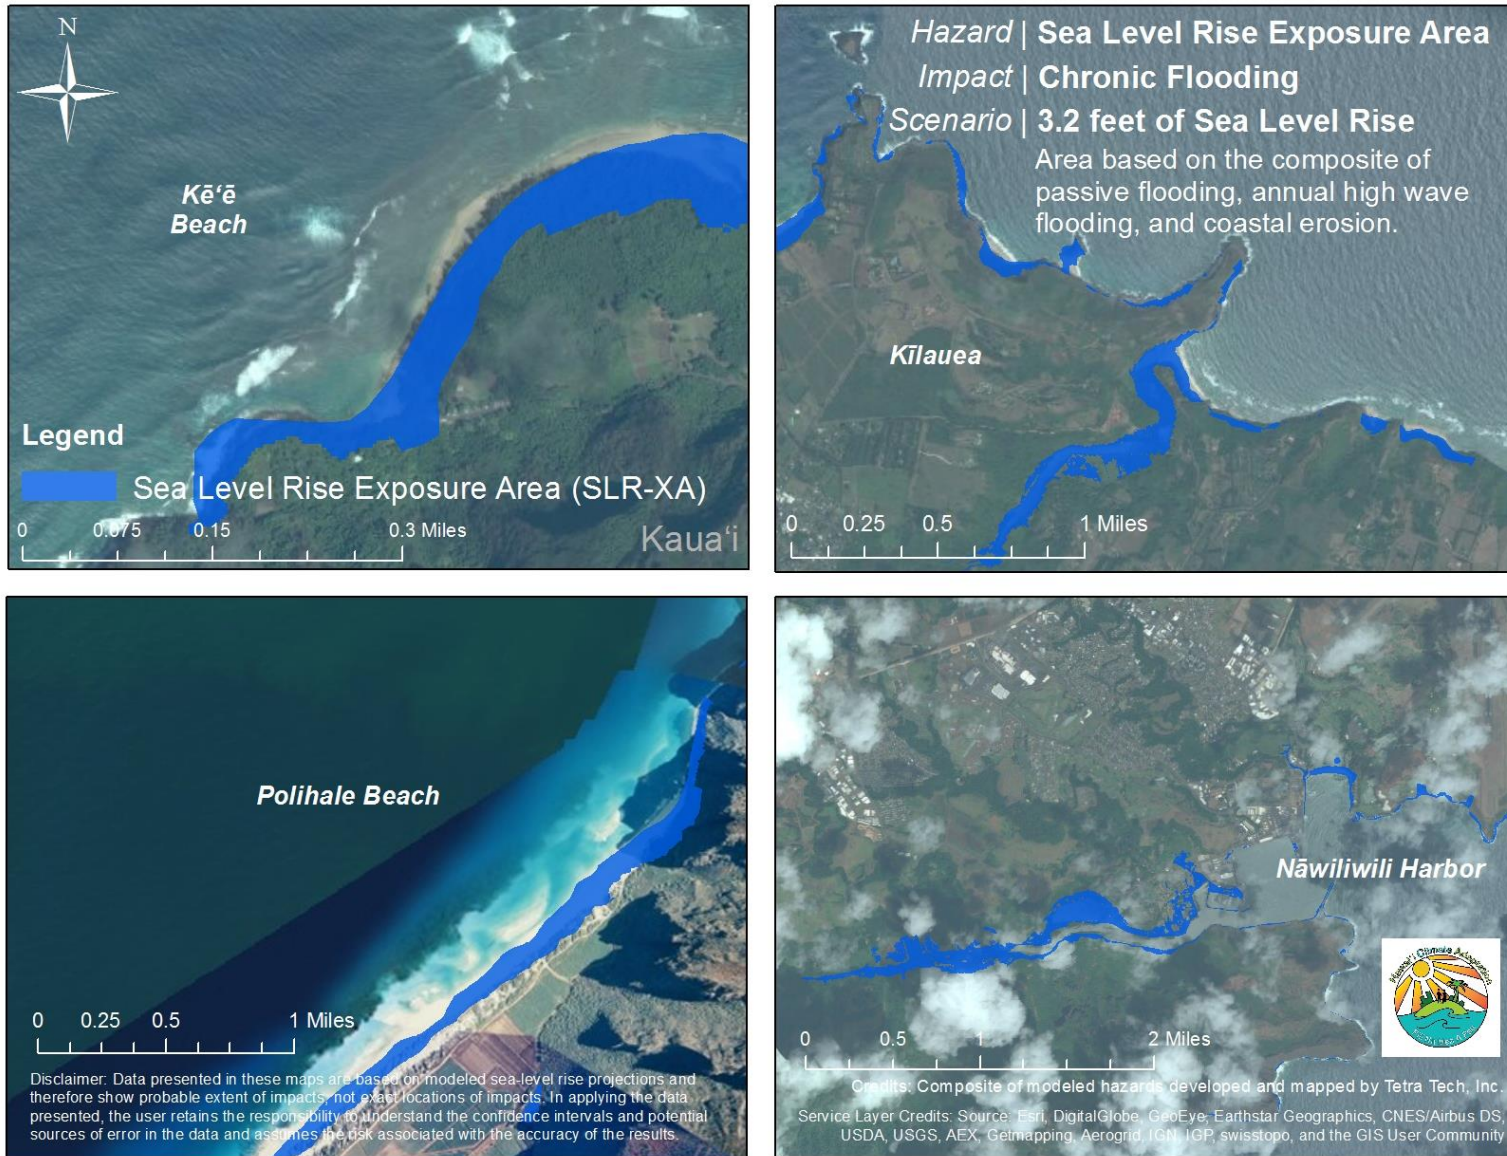 N
Kē‘ē
Beach
Legend
Sea Level Rise Exposure Area (SLR-XA)
0 0.075 0.15 0.3 Miles
Kaua‘i
Hazard | Sea Level Rise Exposure Area
Impact | Chronic Flooding
Scenario | 3.2 feet of Sea Level Rise
Area based on the composite of
passive flooding, annual high wave
flooding, and coastal erosion.
Kīlauea
0 0.25 0.5 1 Miles
Polihale Beach
0 0.25 0.5 1 Miles
Disclaimer: Data presented in these maps are based on modeled sea-level rise projections and
therefore show probable extent of impacts, not exact locations of impacts. In applying the data
presented, the user retains the responsibility to understand the confidence intervals and potential
sources of error in the data and assumes the risk associated with the accuracy of the results.
Nāwiliwili Harbor
0 0.5 1 2 Miles
Hawai‘i Climate Adaptation
Credits: Composite of modeled hazards developed and mapped by Tetra Tech, Inc.
Service Layer Credits: Source: Esri, DigitalGlobe, GeoEye, Earthstar Geographics, CNES/Airbus DS,
USDA, USGS, AEX, Getmapping, Aerogrid, IGN, IGP, swisstopo, and the GIS User Community